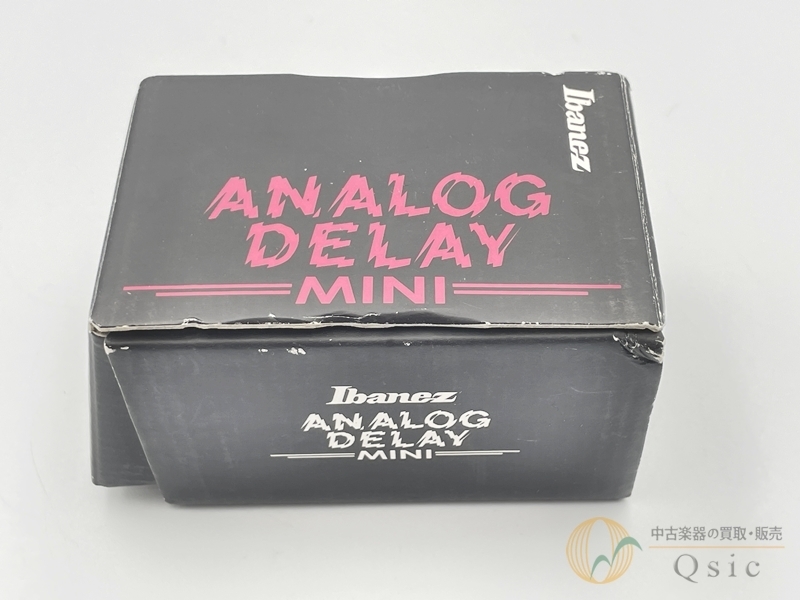 Ibanez
ANALOG
DELAY
MINI
Ibanez
ANALOG
DELAY
MINI
中古楽器の買取・販売
Qsic